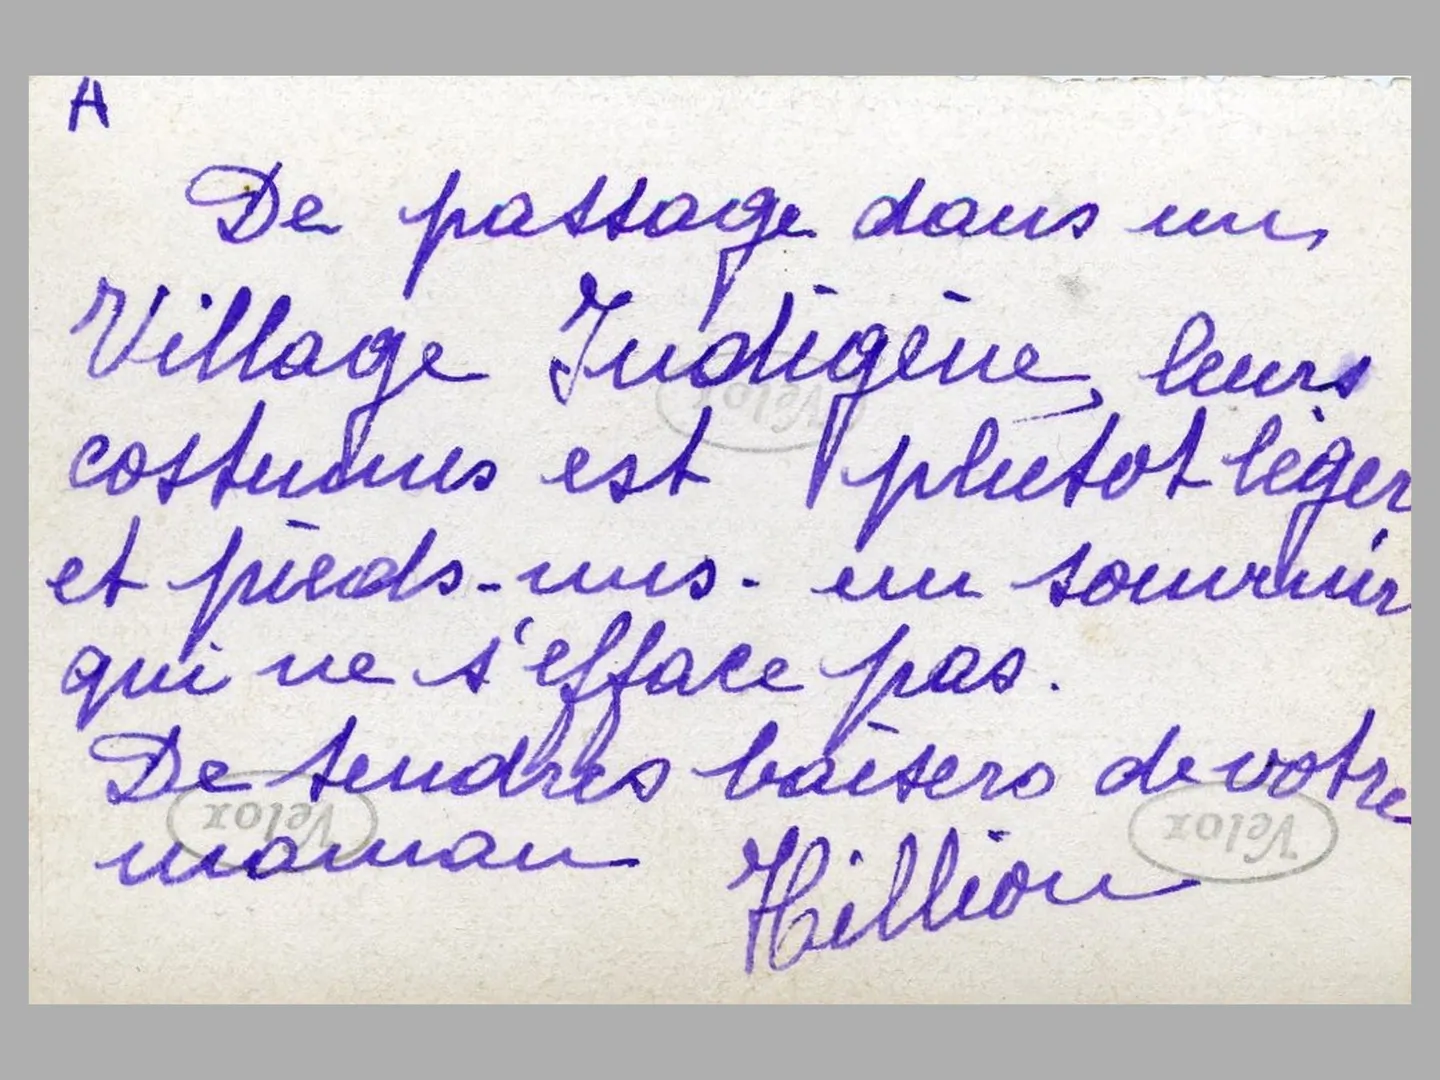 A
De passage dans un
Village Indigène, leurs
costumes est plutôt léger
et pieds-nus. un souvenir
qui ne s'efface pas.
De tendres baisers de votre
maman Hillion
Velox
Velox
Velox